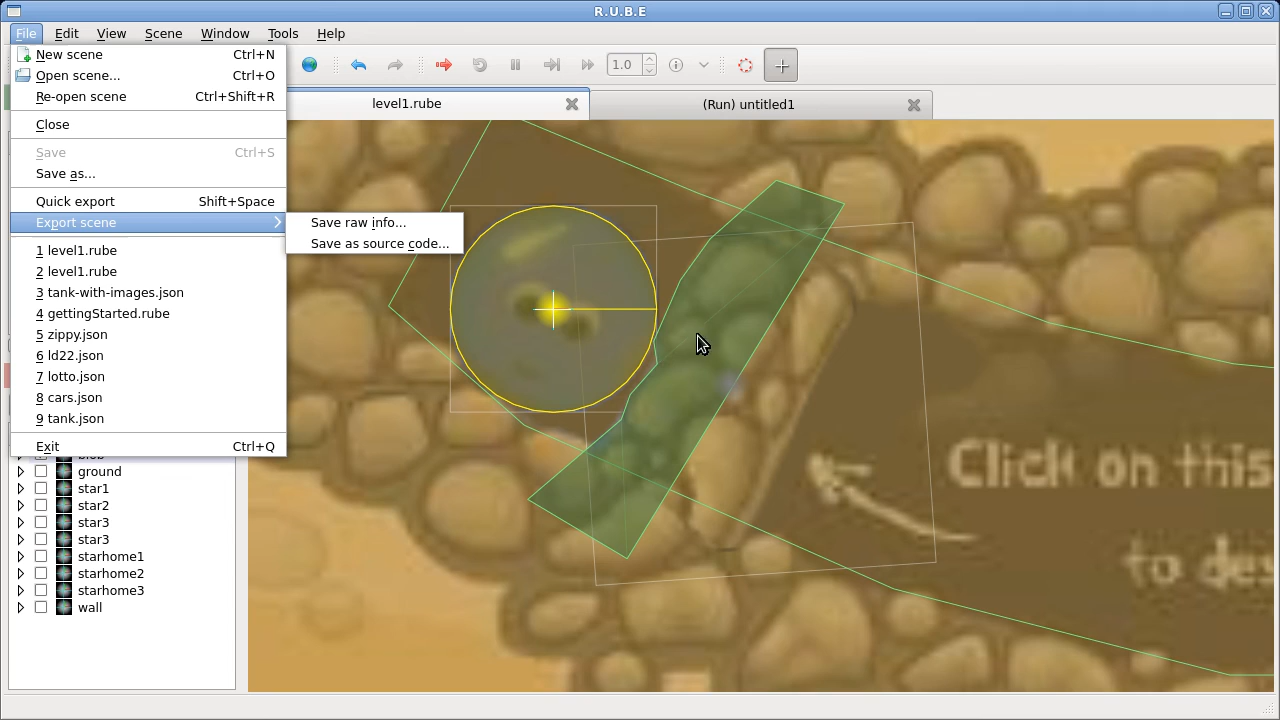 R.U.B.E
File Edit View Scene Window Tools Help
New scene Ctrl+N
Open scene... Ctrl+O
Re-open scene Ctrl+Shift+R
Close
Save Ctrl+S
Save as...
Quick export Shift+Space
Export scene
Save raw info...
Save as source code...
1 level1.rube
2 level1.rube
3 tank-with-images.json
4 gettingStarted.rube
5 zippy.json
6 ld22.json
7 lotto.json
8 cars.json
9 tank.json
Exit Ctrl+Q
1.0
level1.rube
(Run) untitled1
blob
ground
star1
star2
star3
star3
starhome1
starhome2
starhome3
wall
Click on this
to des